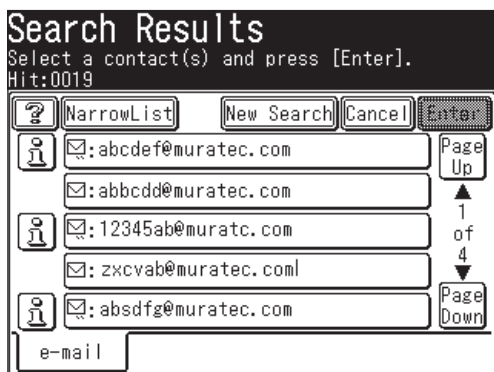 Search Results
Select a contact(s) and press [Enter].
Hit:0019
? NarrowList New Search Cancel Enter
:abcdef@muratec.com
Page Up
:abbcdd@muratec.com
:12345ab@muratc.com
1 of 4
: zxcvab@muratec.coml
:absdfg@muratec.com
Page Down
e-mail